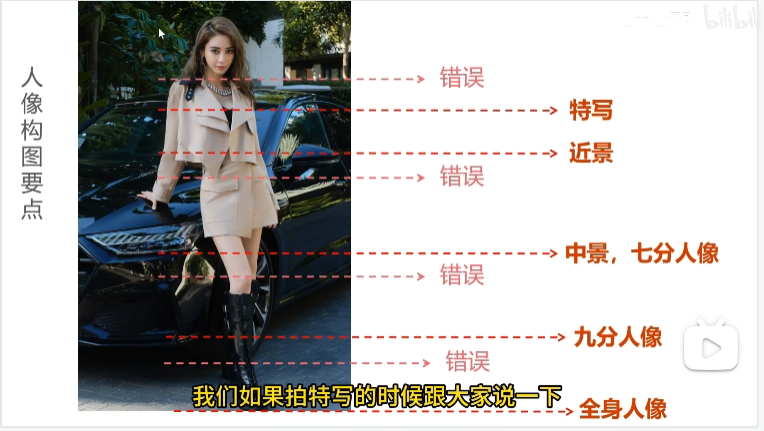 bilibili
人像构图要点
错误
特写
近景
错误
中景，七分人像
错误
九分人像
错误
我们如果拍特写的时候跟大家说一下
全身人像